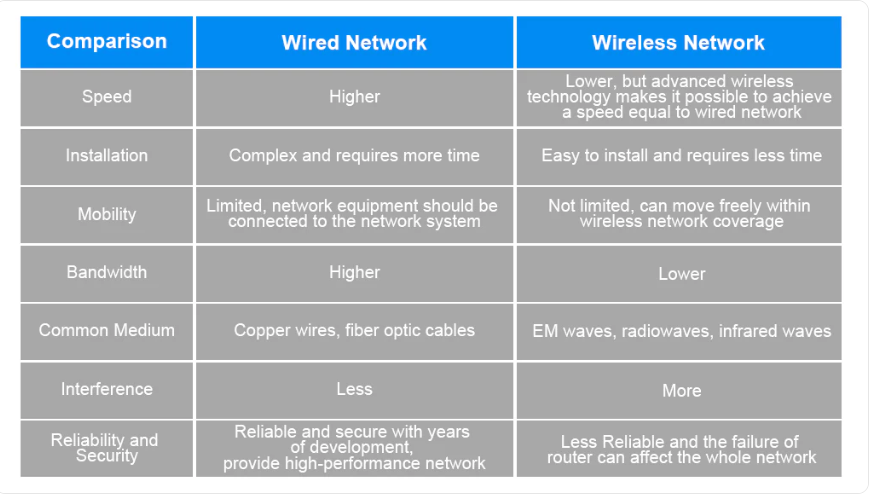 Comparison
Wired Network
Wireless Network
Speed
Higher
Lower, but advanced wireless
technology makes it possible to achieve
a speed equal to wired network
Installation
Complex and requires more time
Easy to install and requires less time
Mobility
Limited, network equipment should be
connected to the network system
Not limited, can move freely within
wireless network coverage
Bandwidth
Higher
Lower
Common Medium
Copper wires, fiber optic cables
EM waves, radiowaves, infrared waves
Interference
Less
More
Reliability and
Security
Reliable and secure with years
of development,
provide high-performance network
Less Reliable and the failure of
router can affect the whole network